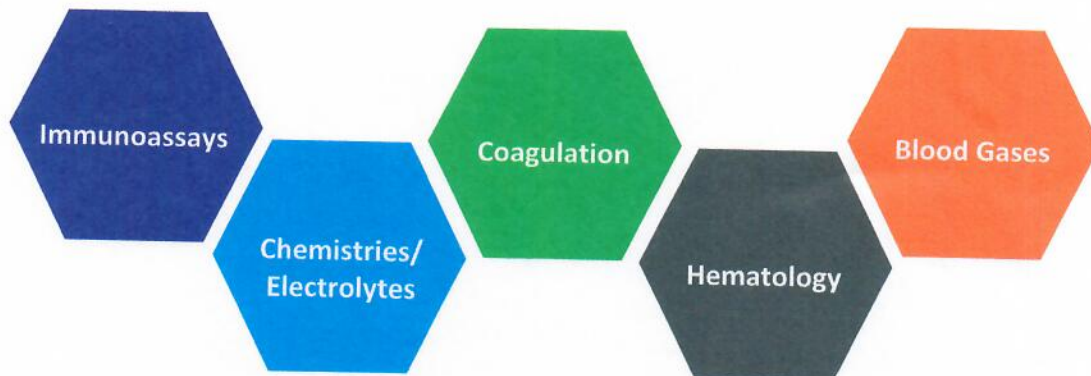 Immunoassays
Chemistries/
Electrolytes
Coagulation
Hematology
Blood Gases